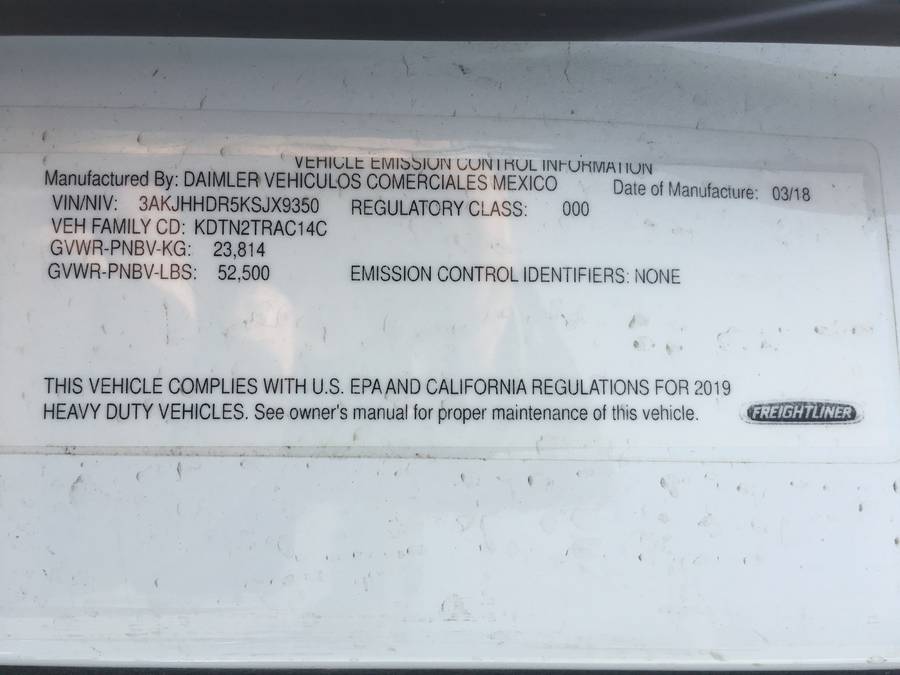 VEHICLE EMISSION CONTROL INFORMATION
Manufactured By: DAIMLER VEHICULOS COMERCIALES MEXICO Date of Manufacture: 03/18
VIN/NIV: 3AKJHHDR5KSJX9350 REGULATORY CLASS: 000
VEH FAMILY CD: KDTN2TRAC14C
GVWR-PNBV-KG: 23,814
GVWR-PNBV-LBS: 52,500 EMISSION CONTROL IDENTIFIERS: NONE
THIS VEHICLE COMPLIES WITH U.S. EPA AND CALIFORNIA REGULATIONS FOR 2019
HEAVY DUTY VEHICLES. See owner's manual for proper maintenance of this vehicle. FREIGHTLINER